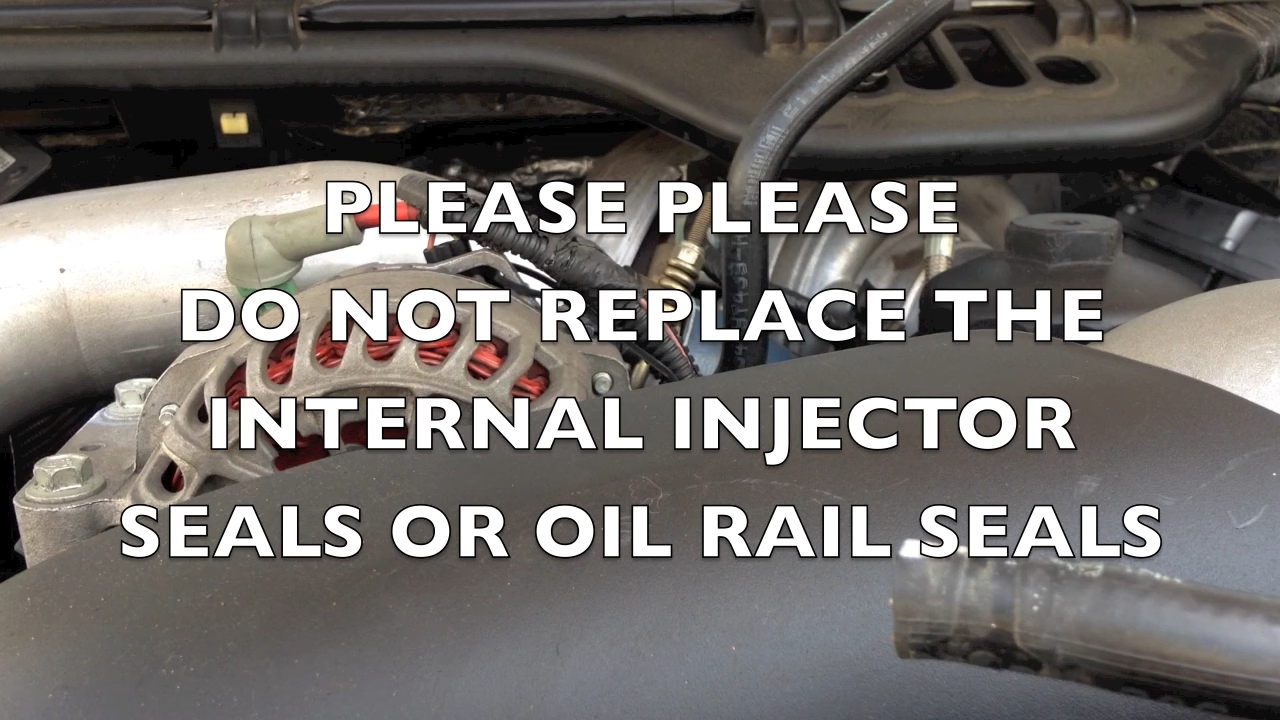 PLEASE PLEASE
DO NOT REPLACE THE
INTERNAL INJECTOR
SEALS OR OIL RAIL SEALS